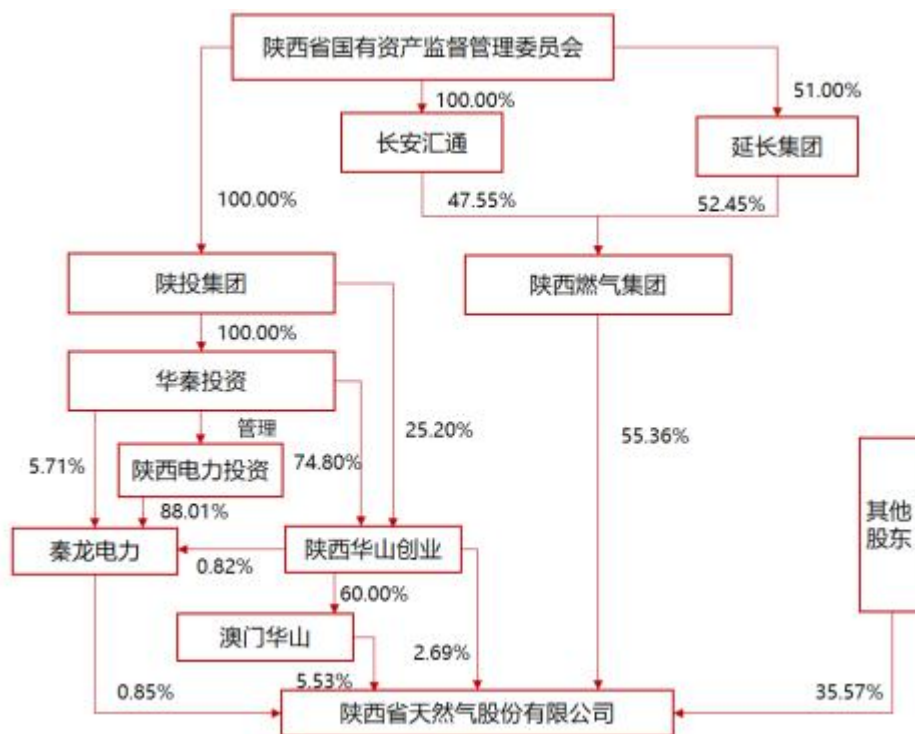 陕西省国有资产监督管理委员会
100.00%
51.00%
长安汇通
延长集团
100.00%
47.55%
52.45%
陕投集团
陕西燃气集团
100.00%
华秦投资
管理
25.20%
55.36%
5.71%
陕西电力投资
74.80%
88.01%
其他
股东
秦龙电力
陕西华山创业
0.82%
60.00%
澳门华山
2.69%
0.85%
5.53%
35.57%
陕西省天然气股份有限公司